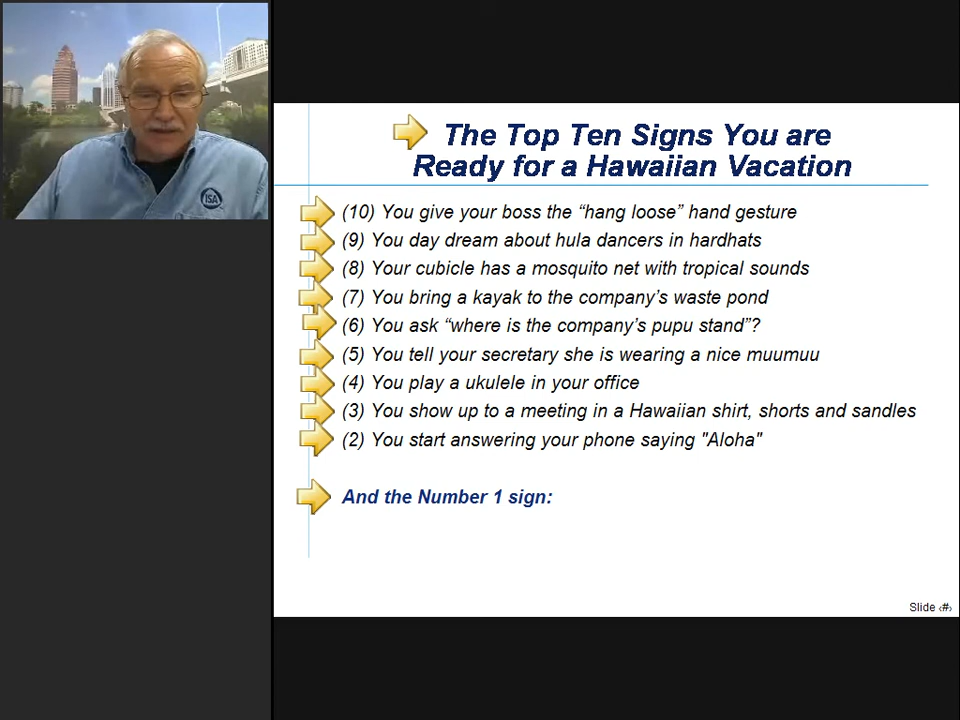 ISA
The Top Ten Signs You are
Ready for a Hawaiian Vacation
(10) You give your boss the “hang loose” hand gesture
(9) You day dream about hula dancers in hardhats
(8) Your cubicle has a mosquito net with tropical sounds
(7) You bring a kayak to the company’s waste pond
(6) You ask “where is the company’s pupu stand”?
(5) You tell your secretary she is wearing a nice muumuu
(4) You play a ukulele in your office
(3) You show up to a meeting in a Hawaiian shirt, shorts and sandles
(2) You start answering your phone saying "Aloha"
And the Number 1 sign:
Slide ‹#›